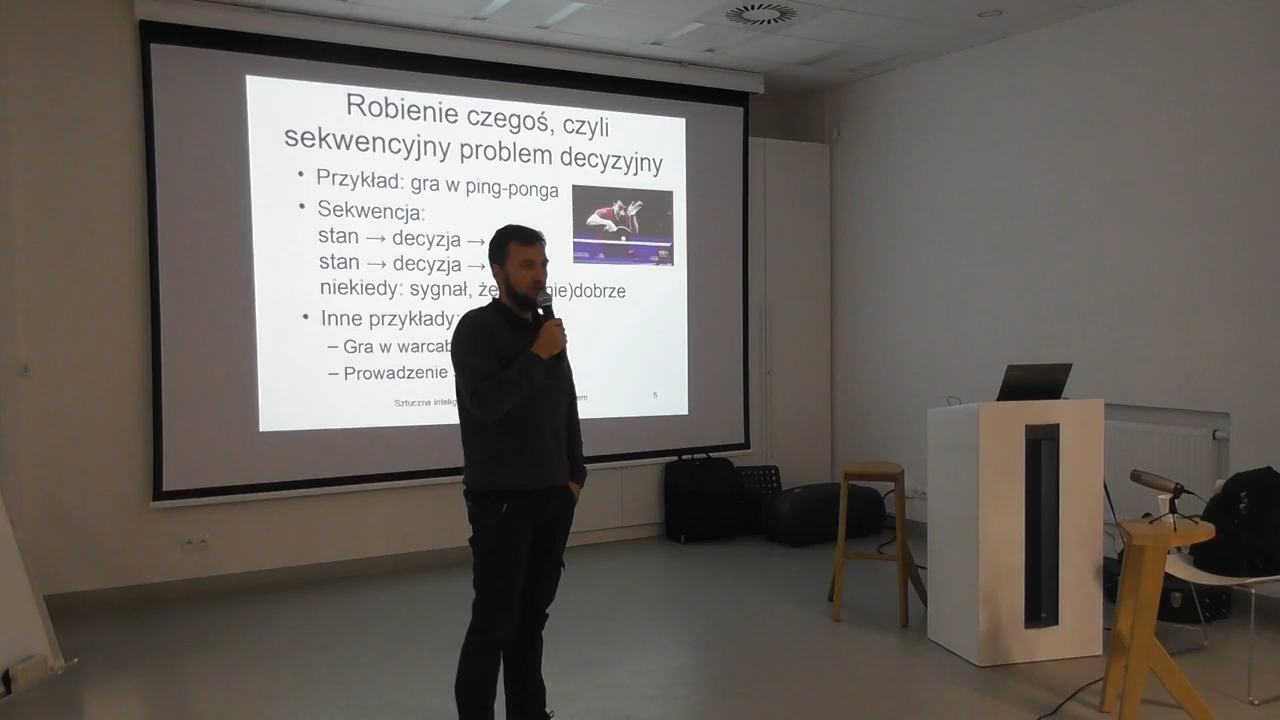 Robienie czegoś, czyli
sekwencyjny problem decyzyjny
• Przykład: gra w ping-ponga
• Sekwencja:
stan → decyzja →
stan → decyzja →
niekiedy: sygnał, nie)dobrze
• Inne przykłady:
– Gra w
– Prowadzenie
Sztuczna
5